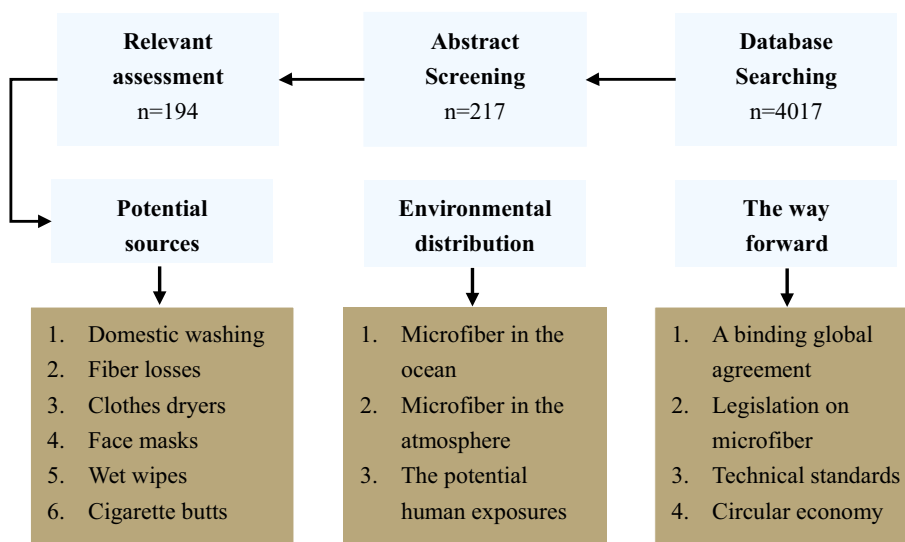 Relevant
assessment
n=194
Abstract
Screening
n=217
Database
Searching
n=4017
Potential
sources
Environmental
distribution
The way
forward
1. Domestic washing
2. Fiber losses
3. Clothes dryers
4. Face masks
5. Wet wipes
6. Cigarette butts
1. Microfiber in the
ocean
2. Microfiber in the
atmosphere
3. The potential
human exposures
1. A binding global
agreement
2. Legislation on
microfiber
3. Technical standards
4. Circular economy